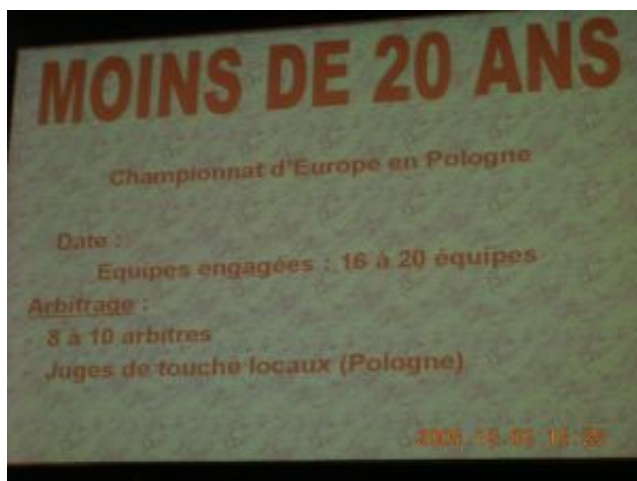 MOINS DE 20 ANS
Championnat d'Europe en Pologne
Date :
Equipes engagées : 16 à 20 équipes
Arbitrage :
8 à 10 arbitres
Juges de touche locaux (Pologne)